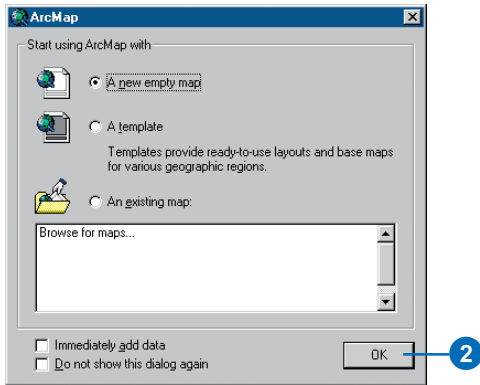 ArcMap
Start using ArcMap with
A new empty map
A template
Templates provide ready-to-use layouts and base maps
for various geographic regions.
An existing map:
Browse for maps...
Immediately add data
Do not show this dialog again
OK
2